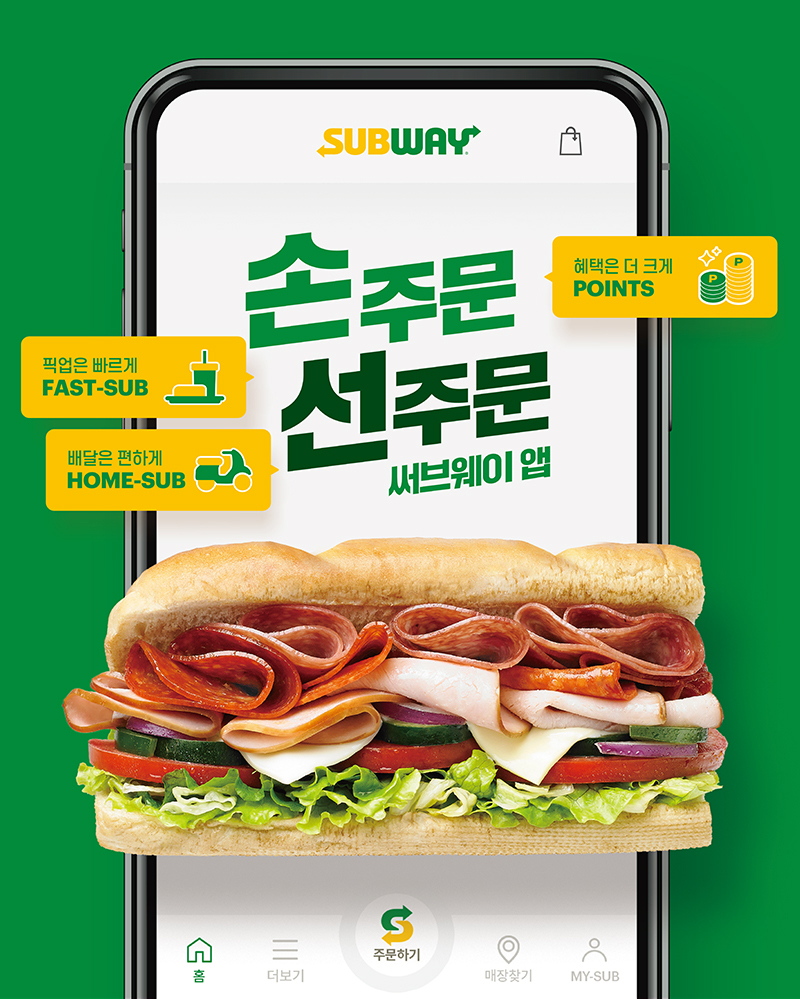 SUBWAY
손주문
선주문
써브웨이 앱
혜택은 더 크게
POINTS
픽업은 빠르게
FAST-SUB
배달은 편하게
HOME-SUB
홈
더보기
주문하기
매장찾기
MY-SUB